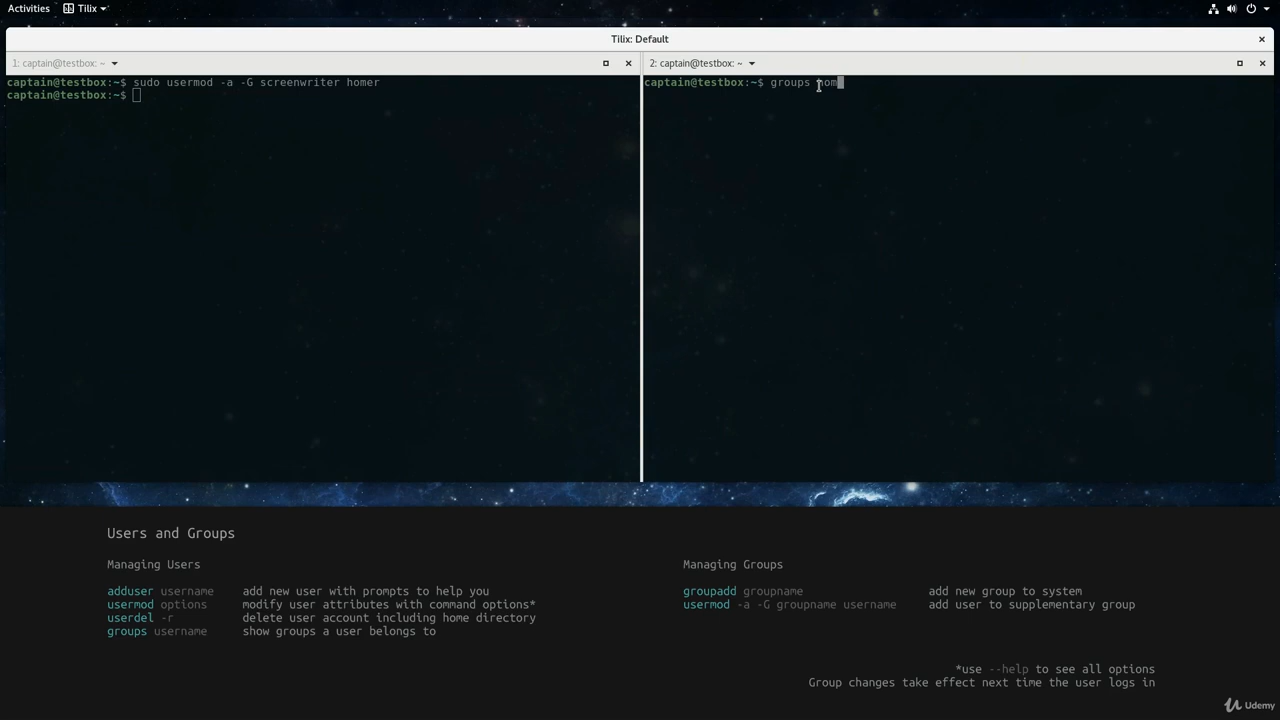 Activities Tilix
Tilix: Default
1: captain@testbox: ~
2: captain@testbox: ~
captain@testbox:~$ sudo usermod -a -G screenwriter homer
captain@testbox:~$
captain@testbox:~$ groups hom
Users and Groups
Managing Users
adduser username add new user with prompts to help you
usermod options modify user attributes with command options*
userdel -r delete user account including home directory
groups username show groups a user belongs to
Managing Groups
groupadd groupname add new group to system
usermod -a -G groupname username add user to supplementary group
*use --help to see all options
Group changes take effect next time the user logs in
Udemy